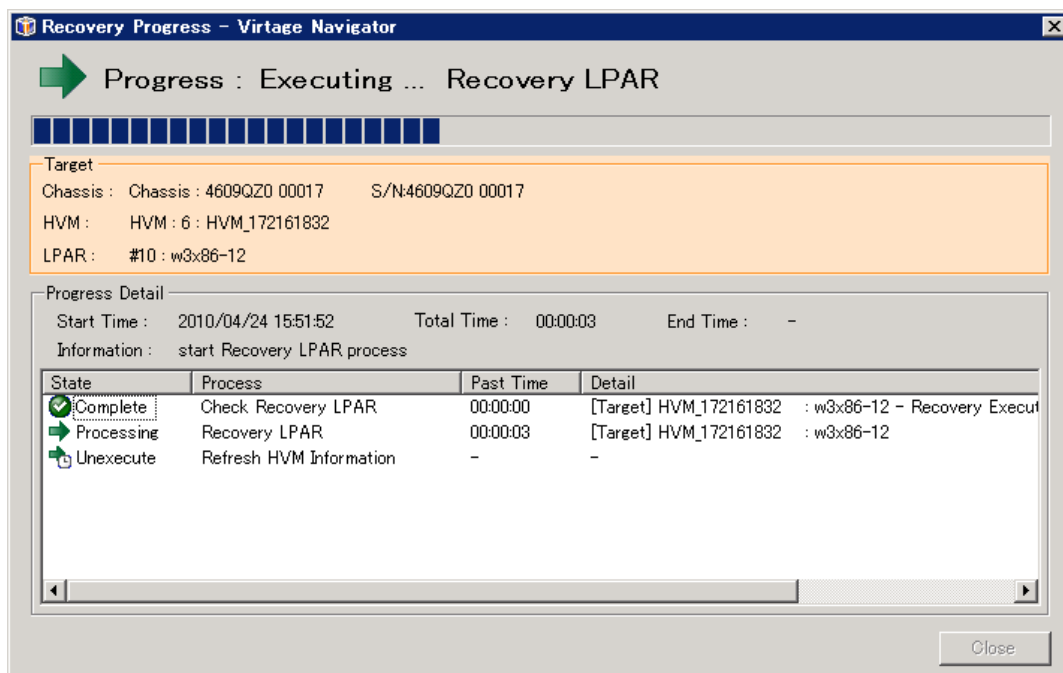 Recovery Progress - Virtage Navigator
Progress : Executing ... Recovery LPAR
Target
Chassis : Chassis : 4609QZ0 00017 S/N:4609QZ0 00017
HVM : HVM : 6 : HVM_172161832
LPAR : #10 : w3x86-12
Progress Detail
Start Time : 2010/04/24 15:51:52 Total Time : 00:00:03 End Time : -
Information : start Recovery LPAR process
State Process Past Time Detail
Complete Check Recovery LPAR 00:00:00 [Target] HVM_172161832 : w3x86-12 - Recovery Execut
Processing Recovery LPAR 00:00:03 [Target] HVM_172161832 : w3x86-12
Unexecute Refresh HVM Information - -
Close